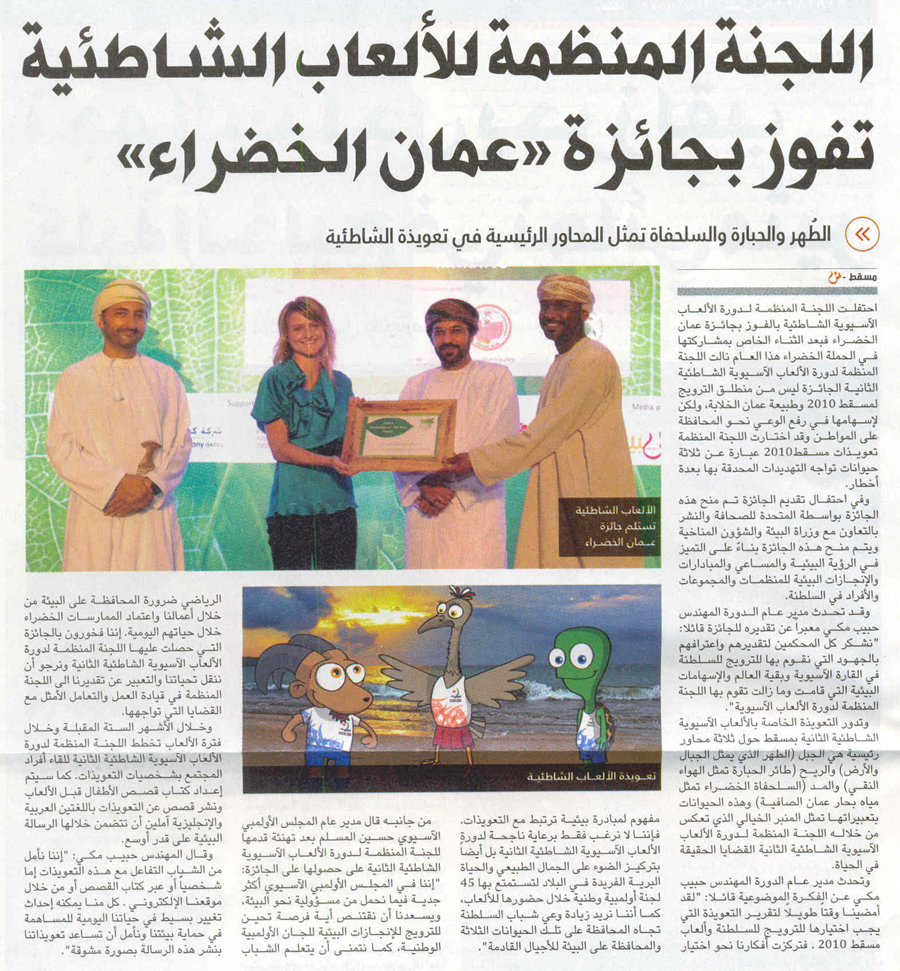 اللجنة المنظمة للألعاب الشاطئية
تفوز بجائزة «عمان الخضراء»
الطُهر والحبارة والسلحفاة تمثل المحاور الرئيسية في تعويذة الشاطئية
مسقط -
احتفلت اللجنة المنظمة لدورة الألعاب
الآسيوية الشاطئية بالفوز بجائزة عمان
الخضراء فبعد الثناء الخاص بمشاركتها
في الحملة الخضراء هذا العام نالت اللجنة
المنظمة لدورة الألعاب الآسيوية الشاطئية
الثانية الجائزة ليس من منطلق الترويج
لمسقط 2010 وطبيعة عمان الخلابة، ولكن
لإسهامها في رفع الوعي نحو المحافظة
على المواطن وقد اختارت اللجنة المنظمة
تعويذات مسقط2010 عبارة عن ثلاثة
حيوانات تواجه التهديدات المحدقة بها بعدة
أخطار.
وفي احتفال تقديم الجائزة تم منح هذه
الجائزة بواسطة المتحدة للصحافة والنشر
بالتعاون مع وزراة البيئة والشؤون المناخية
ويتم منح هذه الجائزة بناءً على التميز
في الرؤية البيئية والمساعي والمبادرات
والإنجازات البيئية للمنظمات والمجموعات
والأفراد في السلطنة.
وقد تحدث مدير عام الدورة المهندس
حبيب مكي معبراً عن تقديره للجائزة قائلا:
"نشكر كل المحكمين لتقديرهم واعترافهم
بالجهود التي نقوم بها للترويج للسلطنة
في القارة الآسيوية وبقية العالم والإسهامات
البيئية التي قامت وما زالت تقوم بها اللجنة
المنظمة لدورة الألعاب الآسيوية".
وتدور التعويذة الخاصة بالألعاب الآسيوية
الشاطئية الثانية بمسقط حول ثلاثة محاور
رئيسية هي الجبل (الطهر الذي يمثل الجبال
والأرض) والريح (طائر الحبارة تمثل الهواء
النقي) والمد (السلحفاة الخضراء تمثل
مياه بحار عمان الصافية) وهذه الحيوانات
بتعبيراتها تمثل المنبر الخيالي الذي تعكس
من خلاله اللجنة المنظمة لدورة الألعاب
الآسيوية الشاطئية الثانية القضايا الحقيقة
في الحياة.
وتحدث مدير عام الدورة المهندس حبيب
مكي عن الفكرة الموضوعية قائلا: "لقد
أمضينا وقتاً طويلاً لتقرير التعويذة التي
يجب اختيارها للترويج للسلطنة وألعاب
مسقط 2010 . فتركزت أفكارنا نحو اختيار
مفهوم لمبادرة بيئية ترتبط مع التعويذات.
فإننا لا نرغب فقط برعاية ناجحة لدورة
الألعاب الآسيوية الشاطئية الثانية بل أيضا
بتركيز الضوء على الجمال الطبيعي والحياة
البرية الفريدة في البلاد لتستمتع بها 45
لجنة أولمبية وطنية خلال حضورها للألعاب،
كما أننا نريد زيادة وعي شباب السلطنة
تجاه المحافظة على تلك الحيوانات الثلاثة
والمحافظة على البيئة للأجيال القادمة".
من جانبه قال مدير عام المجلس الأولمبي
الآسيوي حسين المسلم بعد تهنئة قدمها
للجنة المنظمة لدورة الألعاب الآسيوية
الشاطئية الثانية على حصولها على الجائزة:
"إننا في المجلس الأولمبي الآسيوي أكثر
جدية فيما نحمل من مسؤولية نحو البيئة،
ويسعدنا أن نقتنص أية فرصة تحين
للترويج للإنجازات البيئية للجان الأولمبية
الوطنية، كما نتمنى أن يتعلم الشباب
الرياضي ضرورة المحافظة على البيئة من
خلال أعمالنا واعتماد الممارسات الخضراء
خلال حياتهم اليومية. إننا فخورون بالجائزة
التي حصلت عليها اللجنة المنظمة لدورة
الألعاب الآسيوية الشاطئية الثانية ونرجو أن
ننقل تحياتنا والتعبير عن تقديرنا الى اللجنة
المنظمة في قيادة العمل والتعامل الأمثل مع
القضايا التي تواجهها.
وخلال الأشهر الستة المقبلة وخلال
فترة الألعاب تخطط اللجنة المنظمة لدورة
الألعاب الآسيوية الشاطئية الثانية للقاء أفراد
المجتمع بشخصيات التعويذات. كما سيتم
إعداد كتاب قصص الأطفال قبل الألعاب
ونشر قصص عن التعويذات باللغتين العربية
والإنجليزية آملين أن تتضمن خلالها الرسالة
البيئية على قدر أوسع.
وقال المهندس حبيب مكي: "إننا نأمل
من الشباب التفاعل مع هذه التعويذات إما
شخصياً أو عبر كتاب القصص أو من خلال
موقعنا الإلكتروني . كل منا يمكنه إحداث
تغيير بسيط في حياتنا اليومية للمساهمة
في حماية بيئتنا ونأمل أن تساعد تعويذاتنا
بنشر هذه الرسالة بصورة مشوقة".
الألعاب الشاطئية
تستلم جائزة
عمان الخضراء
تعويذة الألعاب الشاطئية
Media p